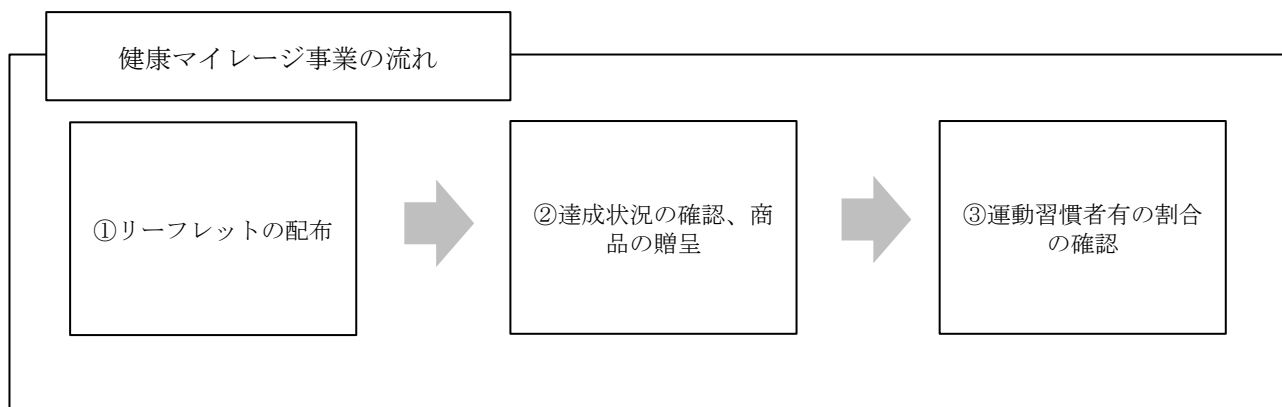 健康マイレージ事業の流れ
①リーフレットの配布
②達成状況の確認、商
品の贈呈
③運動習慣者有の割合
の確認